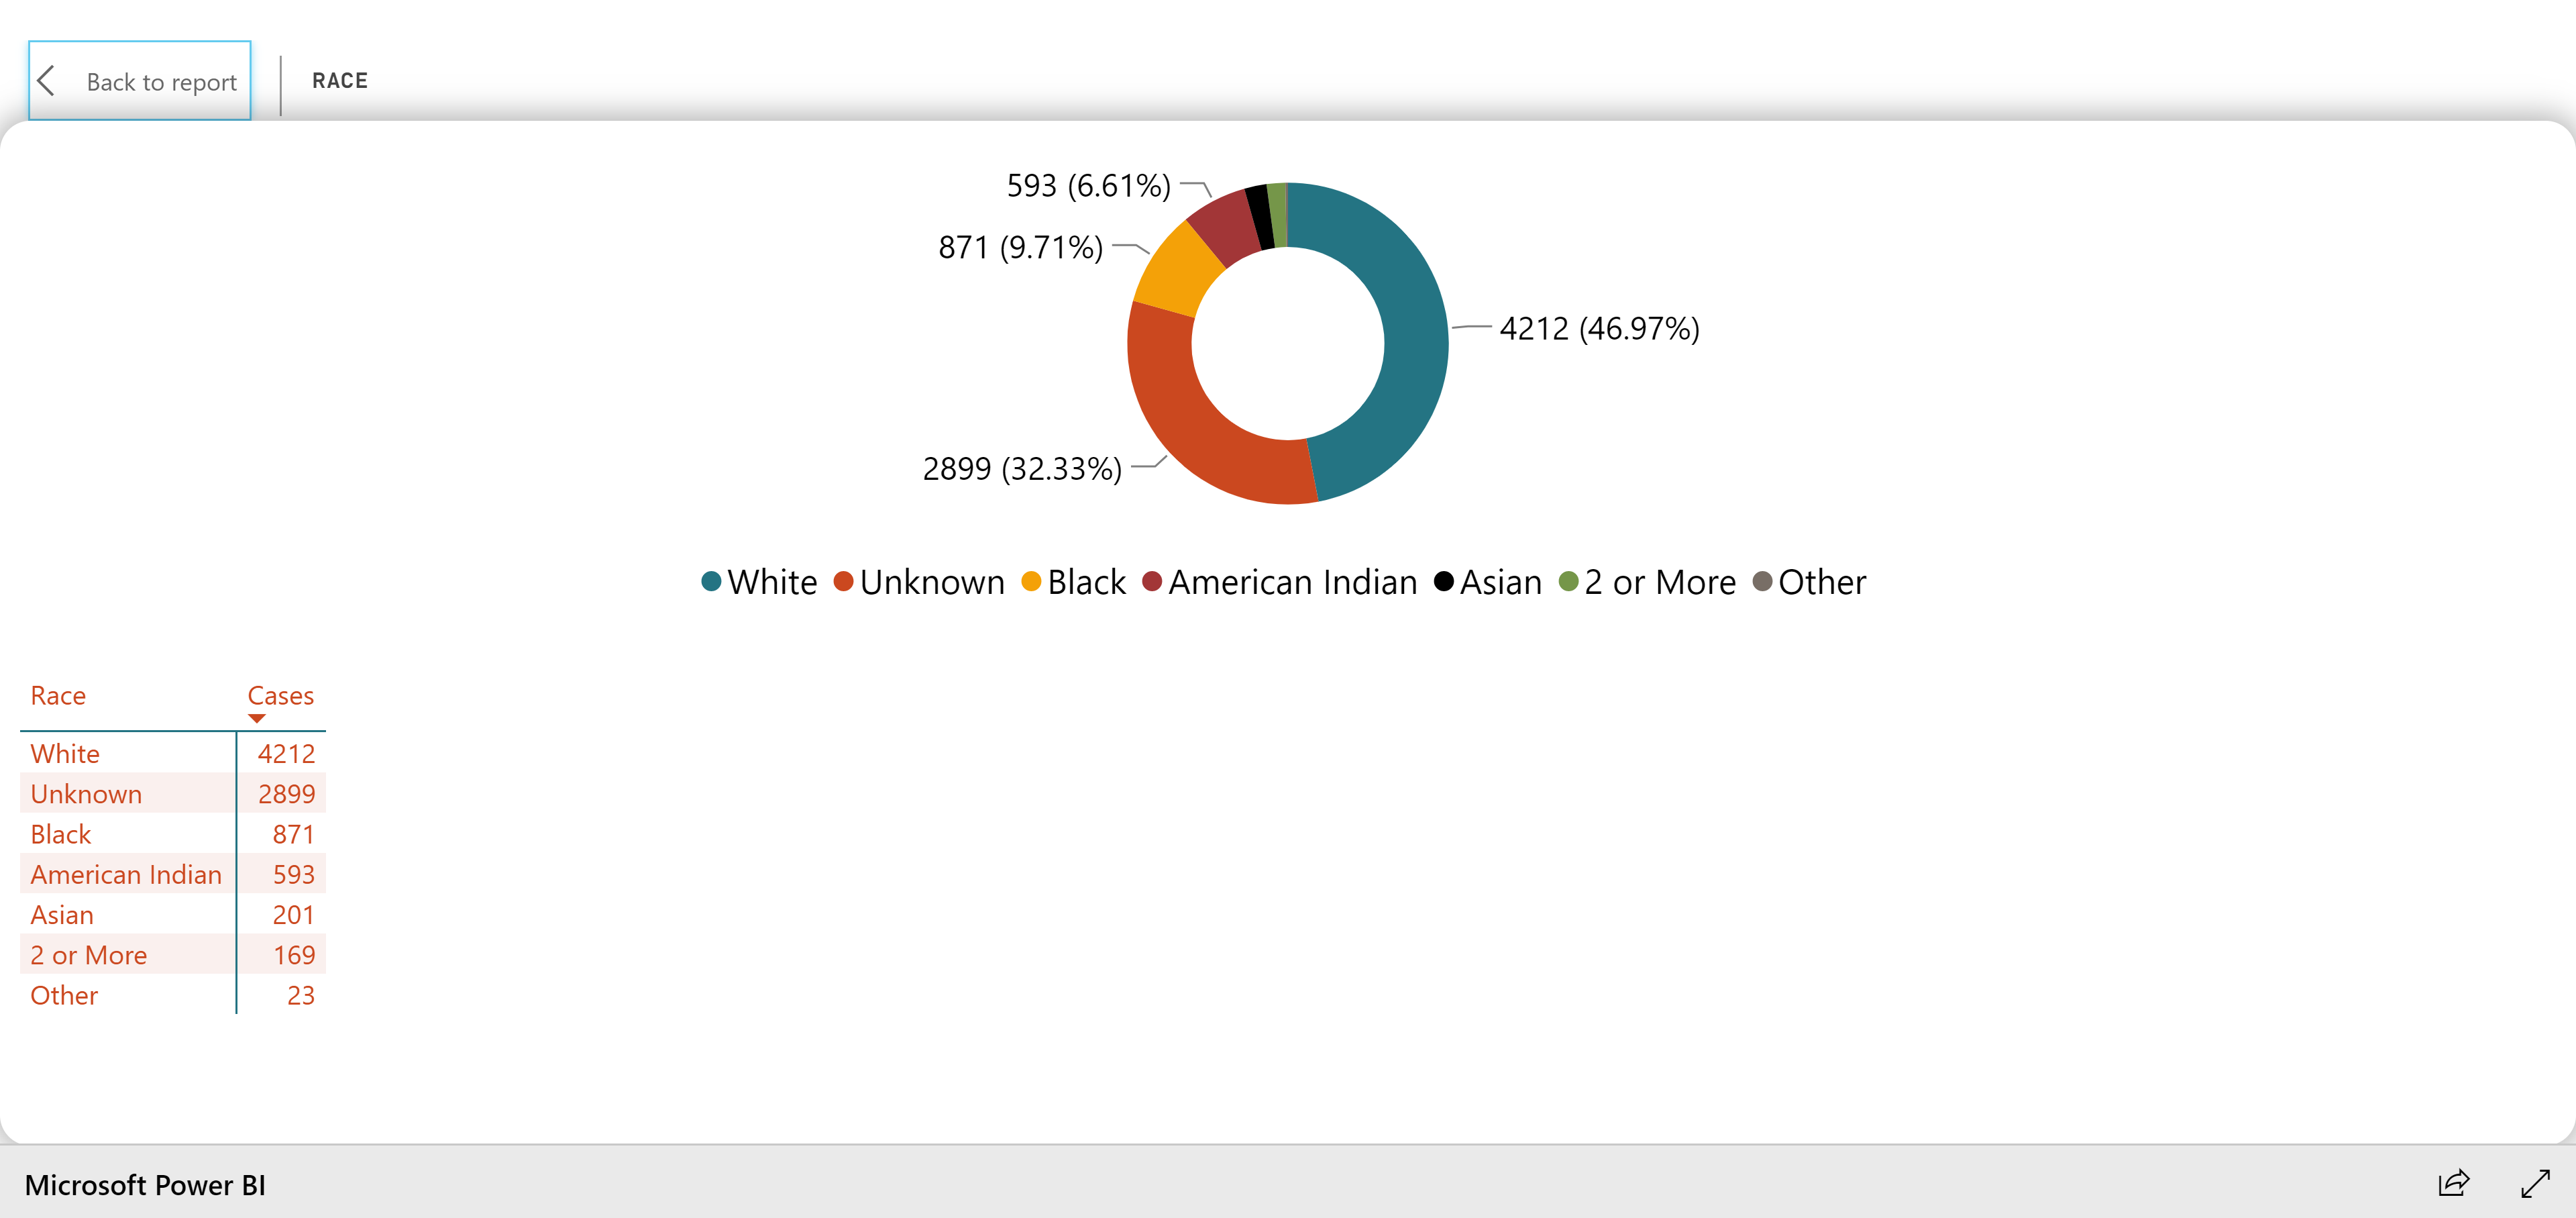 Back to report
RACE
593 (6.61%)
871 (9.71%)
4212 (46.97%)
2899 (32.33%)
White Unknown Black American Indian Asian 2 or More Other
Race Cases
White 4212
Unknown 2899
Black 871
American Indian 593
Asian 201
2 or More 169
Other 23
Microsoft Power BI